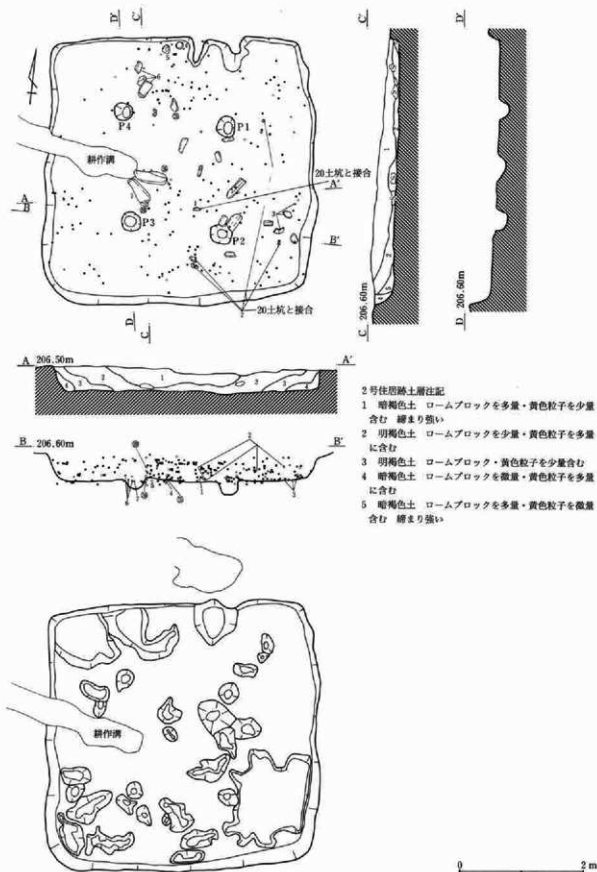 D'
C'
C'
D'
P4
P1
耕作溝
20土坑と接合
A
A'
B
P3
P2
B'
20土坑と接合
D
C
C 206.60m
D 206.60m
A 206.50m
A'
B 206.60m
B'
2号住居跡土層注記
1 暗褐色土 ロームブロックを多量・黄色粒子を少量
含む 締まり強い
2 明褐色土 ロームブロックを少量・黄色粒子を多量
に含む
3 明褐色土 ロームブロック・黄色粒子を少量含む
4 暗褐色土 ロームブロックを微量・黄色粒子を多量
に含む
5 暗褐色土 ロームブロックを多量・黄色粒子を微量
含む 締まり強い
耕作溝
0 2m